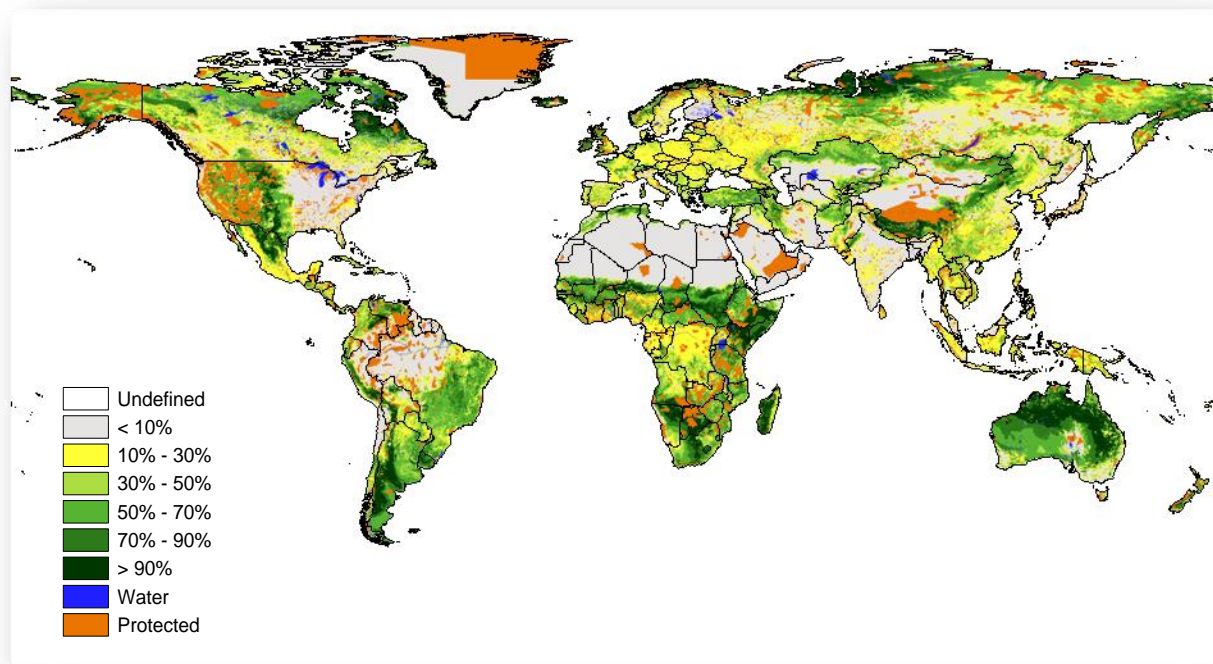 Undefined
< 10%
10% - 30%
30% - 50%
50% - 70%
70% - 90%
> 90%
Water
Protected